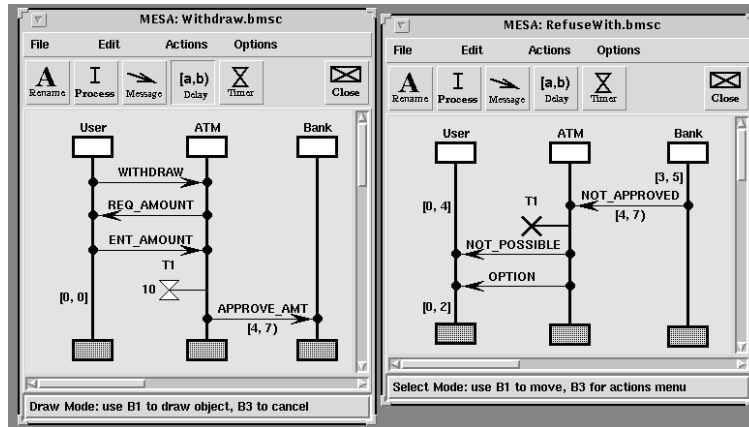 MESA: Withdraw.bmsc
File Edit Actions Options
A I [a,b)
Rename Process Message Delay Timer Close
User ATM Bank
WITHDRAW
REQ_AMOUNT
ENT_AMOUNT
T1
10
[0, 0]
APPROVE_AMT
[4, 7)
Draw Mode: use B1 to draw object, B3 to cancel
MESA: RefuseWith.bmsc
File Edit Actions Options
A I [a,b)
Rename Process Message Delay Timer Close
User ATM Bank
[3, 5]
NOT_APPROVED
T1
[0, 4]
[4, 7)
NOT_POSSIBLE
OPTION
[0, 2]
Select Mode: use B1 to move, B3 for actions menu